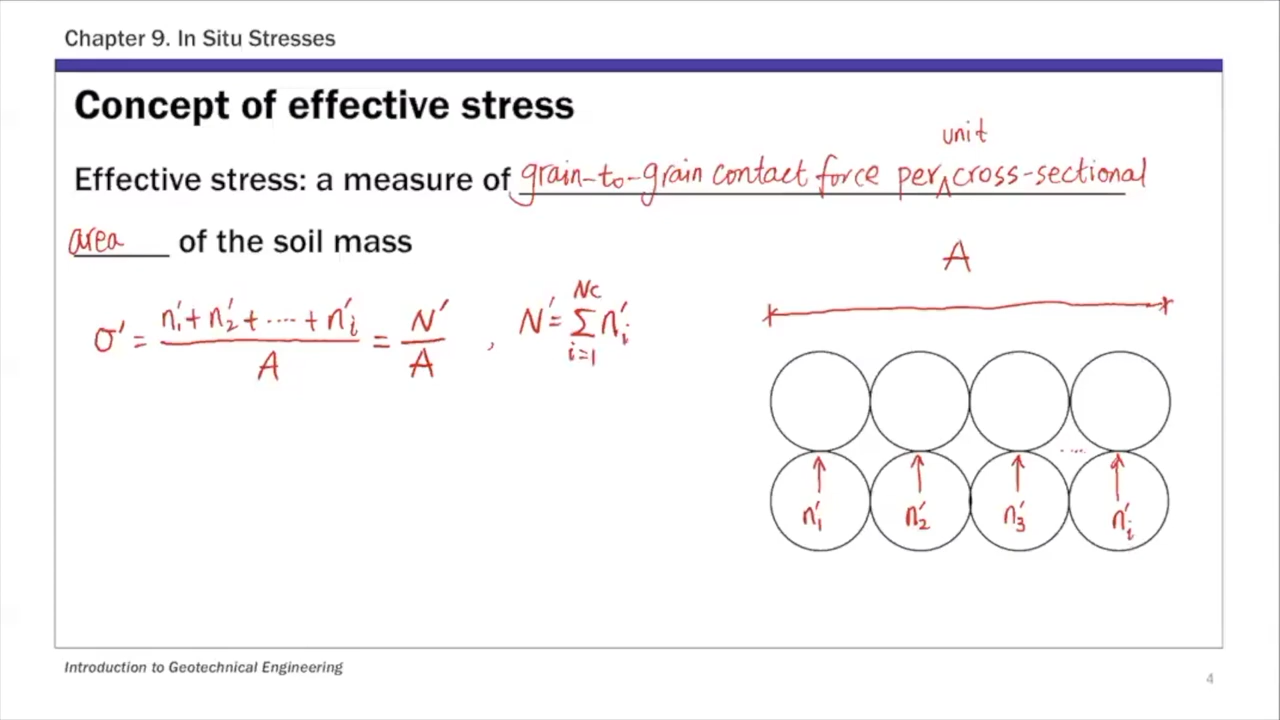 Chapter 9. In Situ Stresses
Concept of effective stress
unit
Effective stress: a measure of grain-to-grain contact force per ∧ cross-sectional
area of the soil mass
A
σ' = (n'₁ + n'₂ + ···· + n'ᵢ) / A = N' / A , N' = Σ_{i=1}^{Nc} n'ᵢ
....
n'₁ n'₂ n'₃ n'ᵢ
Introduction to Geotechnical Engineering
4